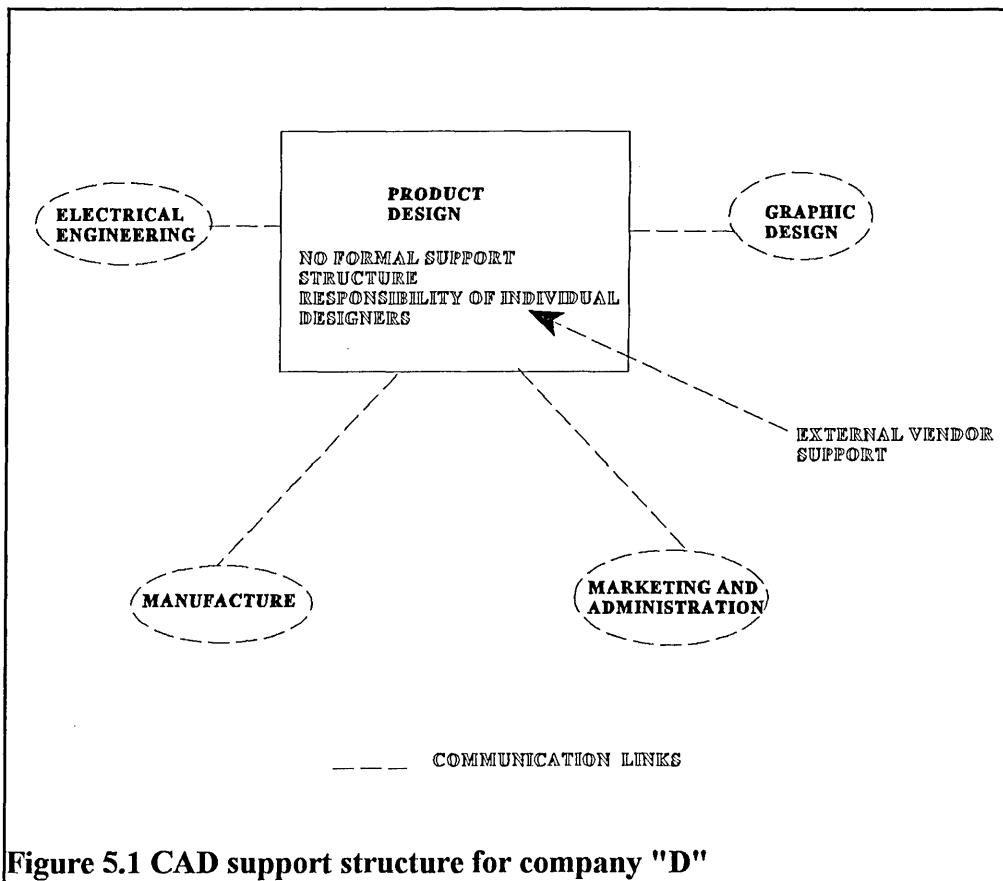 PRODUCT
DESIGN
ELECTRICAL
ENGINEERING
GRAPHIC
DESIGN
NO FORMAL SUPPORT
STRUCTURE
RESPONSIBILITY OF INDIVIDUAL
DESIGNERS
EXTERNAL VENDOR
SUPPORT
MANUFACTURE
MARKETING AND
ADMINISTRATION
COMMUNICATION LINKS
Figure 5.1 CAD support structure for company "D"